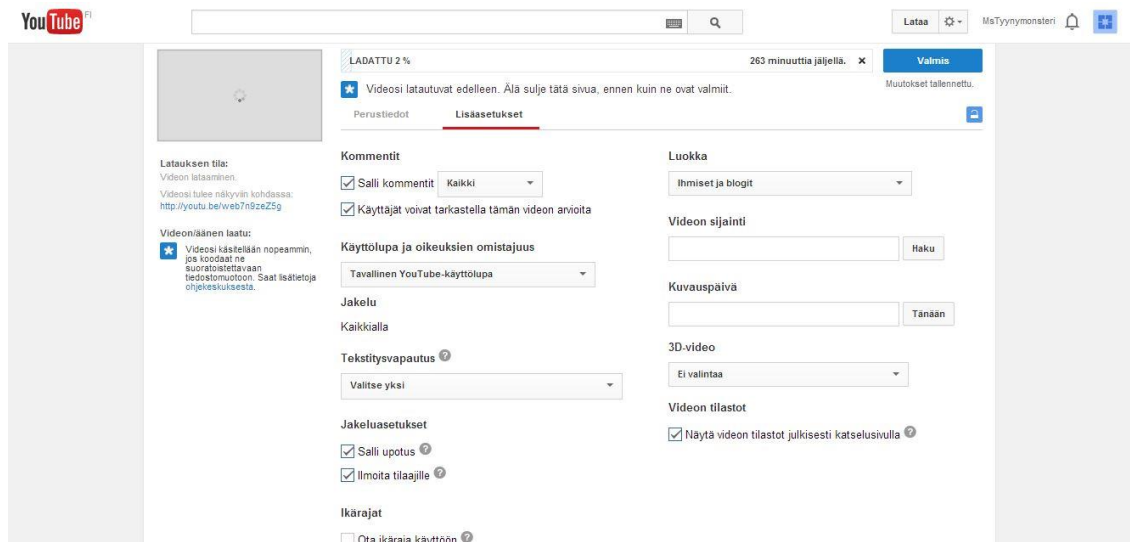 YouTube FI
Lataa
MsTyynymonsteri
LADATTU 2 %
263 minuuttia jäljellä.
Valmis
Videosi latautuvat edelleen. Älä sulje tätä sivua, ennen kuin ne ovat valmiit.
Muutokset tallennettu.
Perustiedot
Lisäasetukset
Latauksen tila:
Videon lataaminen.
Videosi tulee näkyviin kohdassa:
http://youtu.be/web7n9zeZ5g
Videon/äänen laatu:
Videosi käsitellään nopeammin,
jos koodaat ne
suoratoistettavaan
tiedostomuotoon. Saat lisätietoja
ohjekeskuksesta.
Kommentit
Salli kommentit
Kaikki
Käyttäjät voivat tarkastella tämän videon arvioita
Käyttölupa ja oikeuksien omistajuus
Tavallinen YouTube-käyttölupa
Jakelu
Kaikkialla
Tekstitysvapautus ?
Valitse yksi
Jakeluasetukset
Salli upotus ?
Ilmoita tilaajille ?
Ikärajat
Ota ikäraja käyttöön ?
Luokka
Ihmiset ja blogit
Videon sijainti
Haku
Kuvauspäivä
Tänään
3D-video
Ei valintaa
Videon tilastot
Näytä videon tilastot julkisesti katselusivulla ?